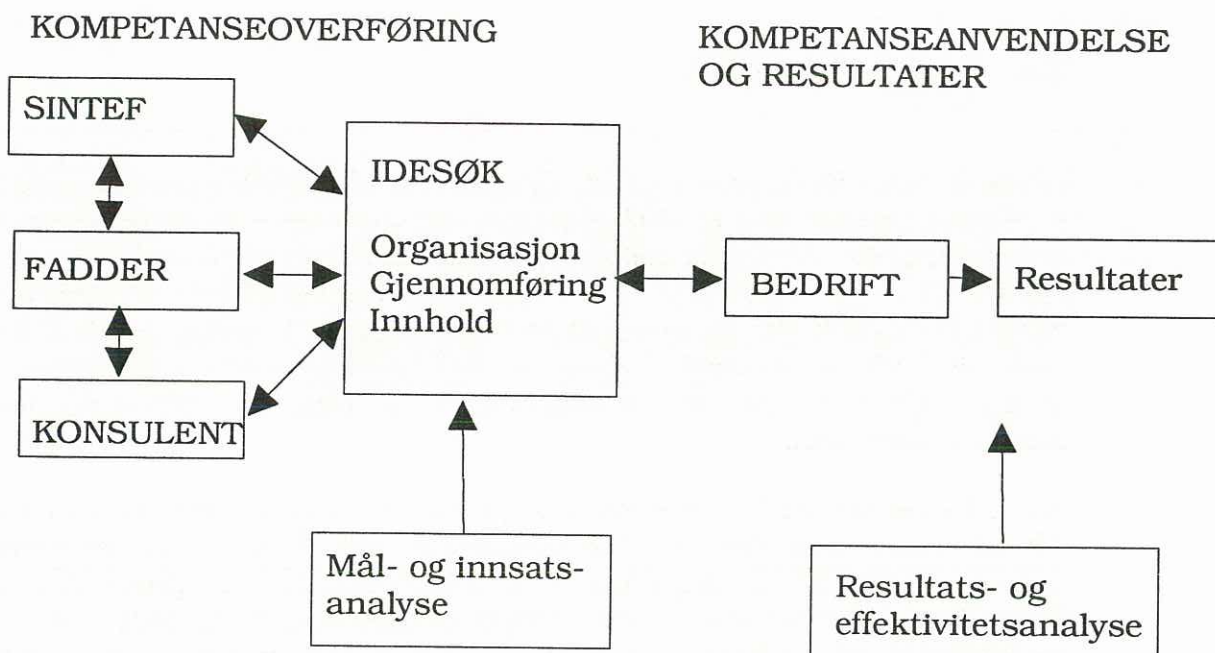 KOMPETANSEOVERFØRING
KOMPETANSEANVENDELSE
OG RESULTATER
SINTEF
FADDER
KONSULENT
IDESØK
Organisasjon
Gjennomføring
Innhold
BEDRIFT
Resultater
Mål- og innsats-
analyse
Resultats- og
effektivitetsanalyse